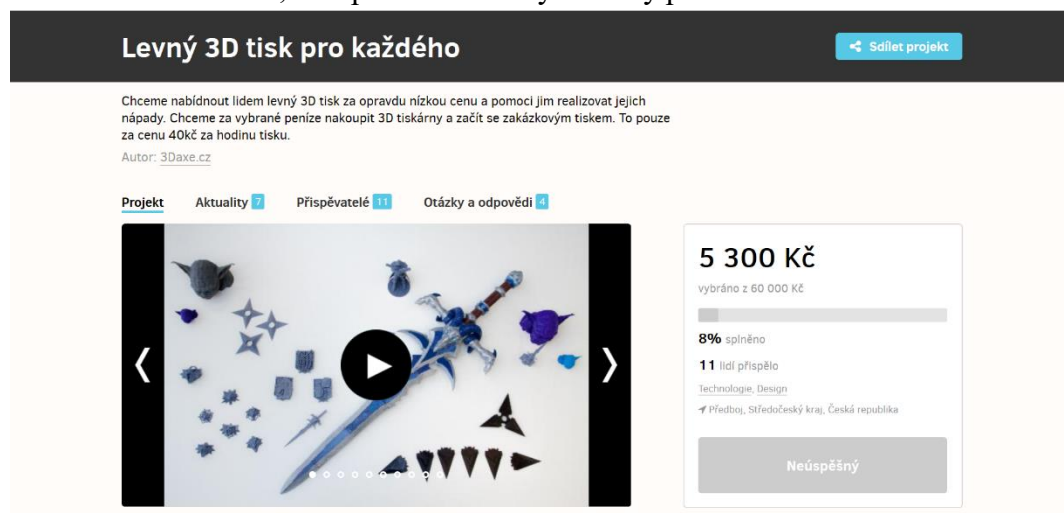 Levný 3D tisk pro každého
Sdílet projekt
Chceme nabídnout lidem levný 3D tisk za opravdu nízkou cenu a pomoci jim realizovat jejich
nápady. Chceme za vybrané peníze nakoupit 3D tiskárny a začít se zakázkovým tiskem. To pouze
za cenu 40kč za hodinu tisku.
Autor: 3Daxe.cz
Projekt Aktuality 7 Přispěvatelé 11 Otázky a odpovědi 4
5 300 Kč
vybráno z 60 000 Kč
8% splněno
11 lidí přispělo
Technologie, Design
Předboj, Středočeský kraj, Česká republika
Neúspěšný